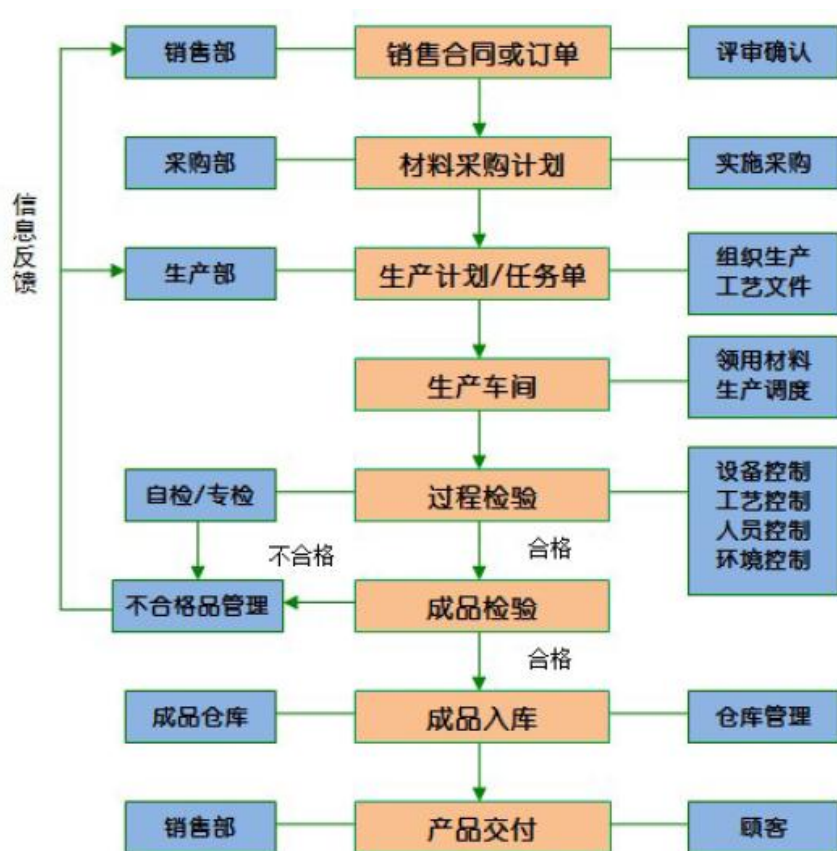 销售部
销售合同或订单
评审确认
采购部
材料采购计划
实施采购
信息反馈
生产部
生产计划/任务单
组织生产
工艺文件
生产车间
领用材料
生产调度
自检/专检
过程检验
设备控制
工艺控制
人员控制
环境控制
不合格
合格
不合格品管理
成品检验
合格
成品仓库
成品入库
仓库管理
销售部
产品交付
顾客